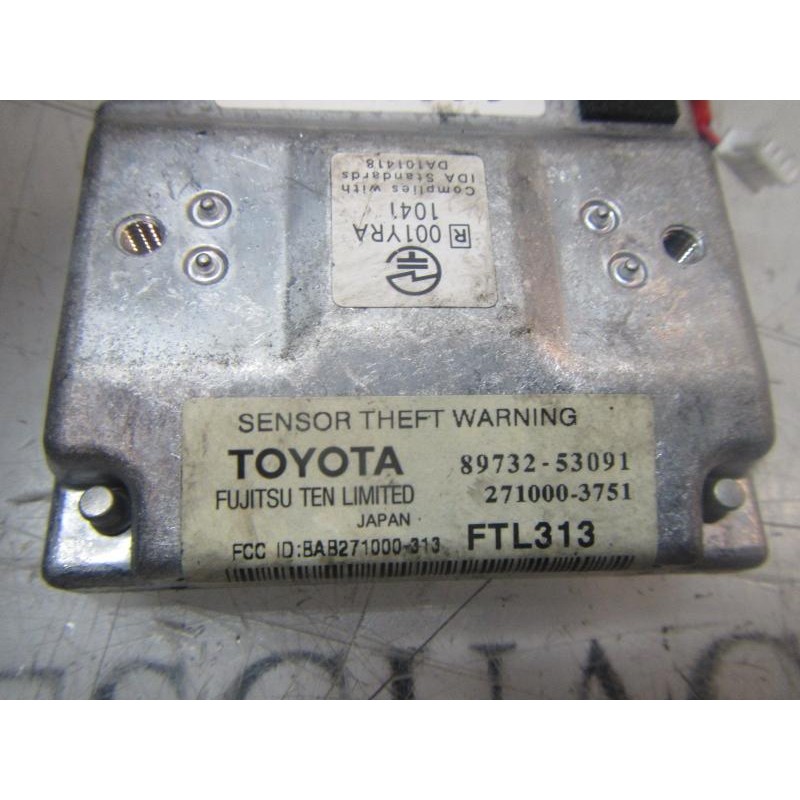 Complies with
IDA Standards
DA101418
R 001YRA
1041
SENSOR THEFT WARNING
TOYOTA 89732-53091
FUJITSU TEN LIMITED 271000-3751
JAPAN
FCC ID:BAB271000-313 FTL313